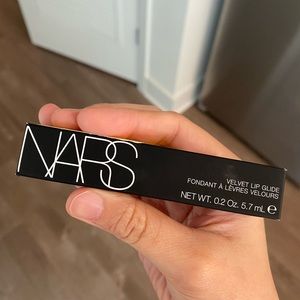 NARS
VELVET LIP GLIDE
FONDANT À LÈVRES VELOURS
NET WT. 0.2 Oz. 5.7 mL ℮